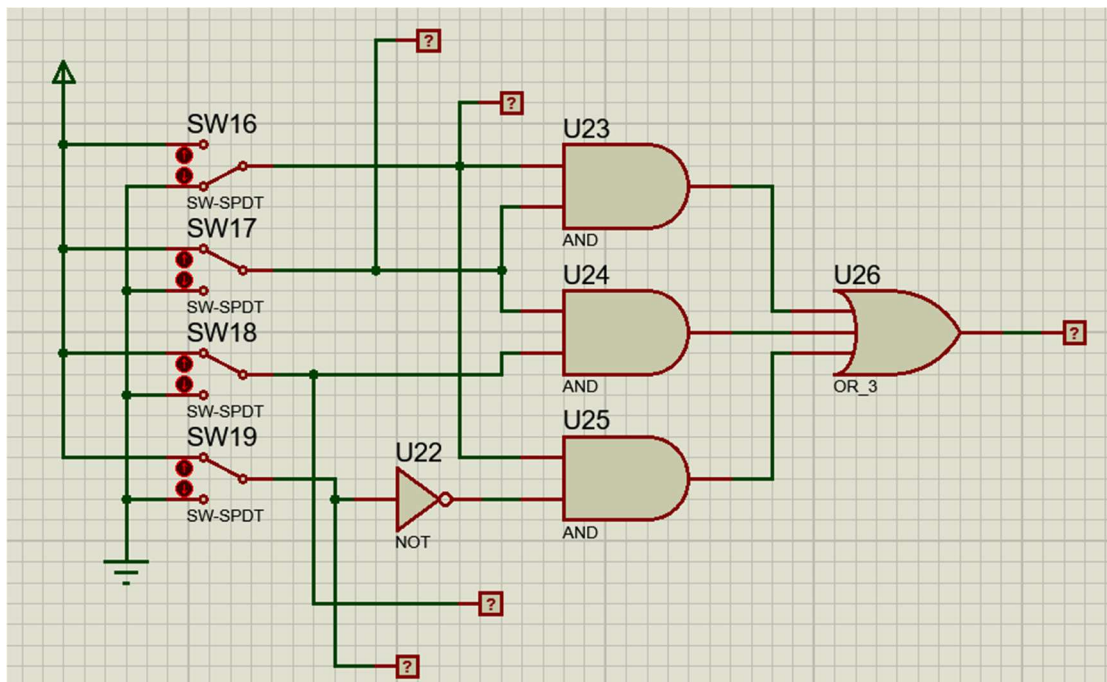 ?
?
SW16
SW-SPDT
SW17
SW-SPDT
SW18
SW-SPDT
SW19
SW-SPDT
U22
NOT
U23
AND
U24
AND
U25
AND
U26
OR_3
?
?
?